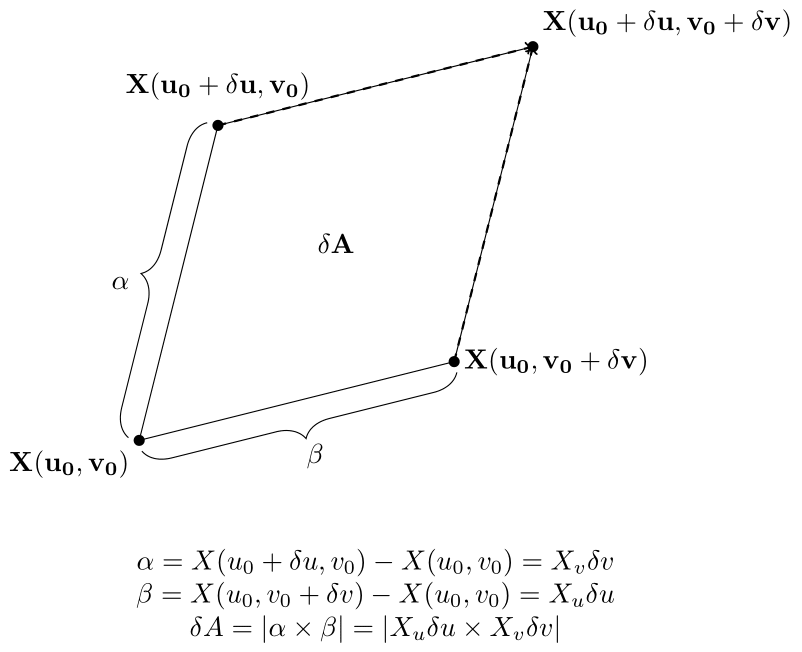 X(u₀ + δu, v₀ + δv)
X(u₀ + δu, v₀)
δA
α
X(u₀, v₀ + δv)
X(u₀, v₀)
β
α = X(u₀ + δu, v₀) − X(u₀, v₀) = Xᵥδv
β = X(u₀, v₀ + δv) − X(u₀, v₀) = Xᵤδu
δA = |α × β| = |Xᵤδu × Xᵥδv|